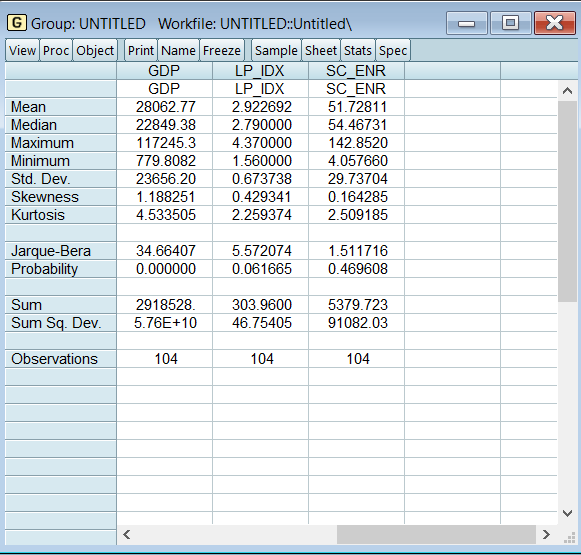 G Group: UNTITLED Workfile: UNTITLED::Untitled\
View Proc Object Print Name Freeze Sample Sheet Stats Spec
GDP LP_IDX SC_ENR
GDP LP_IDX SC_ENR
Mean 28062.77 2.922692 51.72811
Median 22849.38 2.790000 54.46731
Maximum 117245.3 4.370000 142.8520
Minimum 779.8082 1.560000 4.057660
Std. Dev. 23656.20 0.673738 29.73704
Skewness 1.188251 0.429341 0.164285
Kurtosis 4.533505 2.259374 2.509185
Jarque-Bera 34.66407 5.572074 1.511716
Probability 0.000000 0.061665 0.469608
Sum 2918528. 303.9600 5379.723
Sum Sq. Dev. 5.76E+10 46.75405 91082.03
Observations 104 104 104